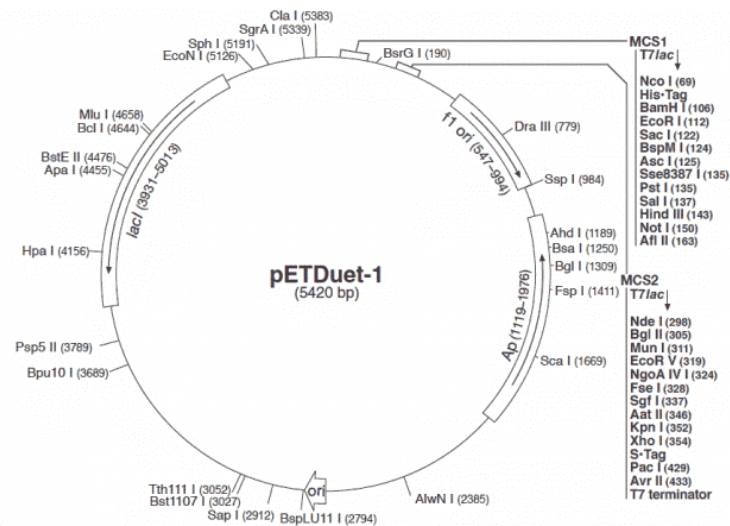 Cla I (5383)
SgrA I (5339)
Sph I (5191)
EcoN I (5126)
Mlu I (4658)
Bcl I (4644)
BstE II (4476)
Apa I (4455)
lacI (3931–5013)
Hpa I (4156)
Psp5 II (3789)
Bpu10 I (3689)
Tth111 I (3052)
Bst1107 I (3027)
Sap I (2912)
BspLU11 I (2794)
ori
AlwN I (2385)
pETDuet-1
(5420 bp)
BsrG I (190)
f1 ori (547–994)
Dra III (779)
Ssp I (984)
Ahd I (1189)
Bsa I (1250)
Bgl I (1309)
Fsp I (1411)
Ap (1119–1976)
Sca I (1669)
MCS1
T7lac
Nco I (69)
His•Tag
BamH I (106)
EcoR I (112)
Sac I (122)
BspM I (124)
Asc I (125)
Sse8387 I (135)
Pst I (135)
Sal I (137)
Hind III (143)
Not I (150)
Afl II (163)
MCS2
T7lac
Nde I (298)
Bgl II (305)
Mun I (311)
EcoR V (319)
NgoA IV I (324)
Fse I (328)
Sgf I (337)
Aat II (346)
Kpn I (352)
Xho I (354)
S•Tag
Pac I (429)
Avr II (433)
T7 terminator